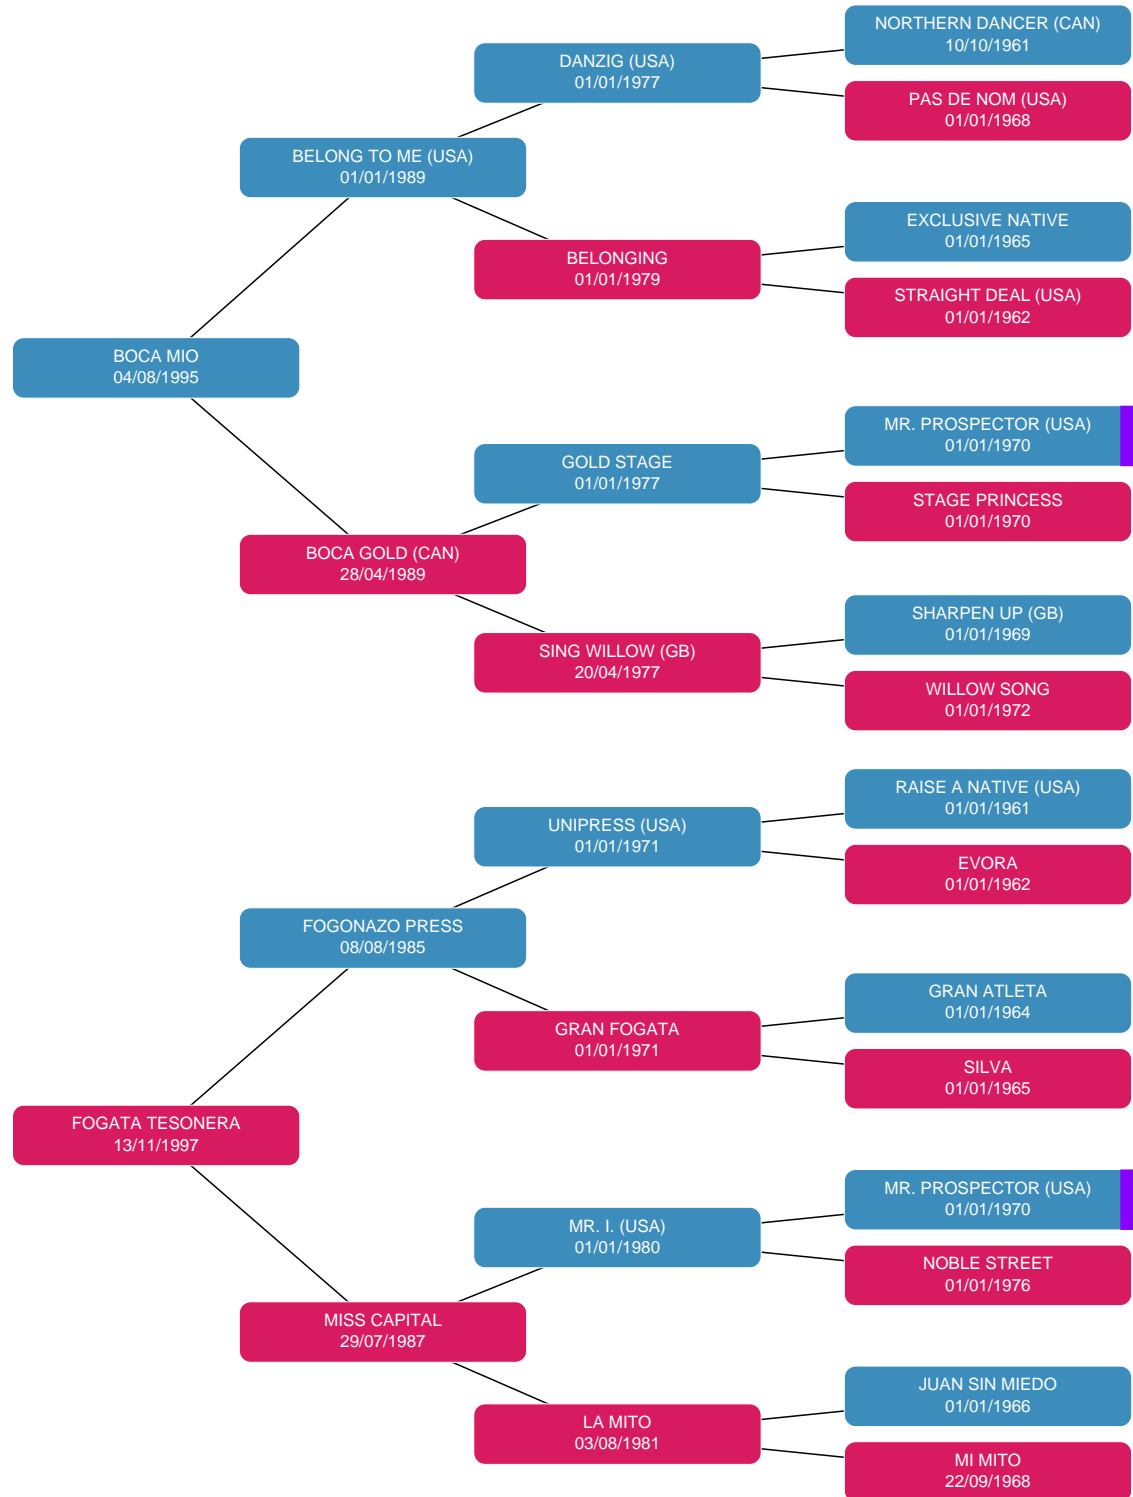 NORTHERN DANCER (CAN)
10/10/1961
DANZIG (USA)
01/01/1977
PAS DE NOM (USA)
01/01/1968
BELONG TO ME (USA)
01/01/1989
EXCLUSIVE NATIVE
01/01/1965
BELONGING
01/01/1979
STRAIGHT DEAL (USA)
01/01/1962
BOCA MIO
04/08/1995
MR. PROSPECTOR (USA)
01/01/1970
GOLD STAGE
01/01/1977
STAGE PRINCESS
01/01/1970
BOCA GOLD (CAN)
28/04/1989
SHARPEN UP (GB)
01/01/1969
SING WILLOW (GB)
20/04/1977
WILLOW SONG
01/01/1972
RAISE A NATIVE (USA)
01/01/1961
UNIPRESS (USA)
01/01/1971
EVORA
01/01/1962
FOGONAZO PRESS
08/08/1985
GRAN ATLETA
01/01/1964
GRAN FOGATA
01/01/1971
SILVA
01/01/1965
FOGATA TESONERA
13/11/1997
MR. PROSPECTOR (USA)
01/01/1970
MR. I. (USA)
01/01/1980
NOBLE STREET
01/01/1976
MISS CAPITAL
29/07/1987
JUAN SIN MIEDO
01/01/1966
LA MITO
03/08/1981
MI MITO
22/09/1968